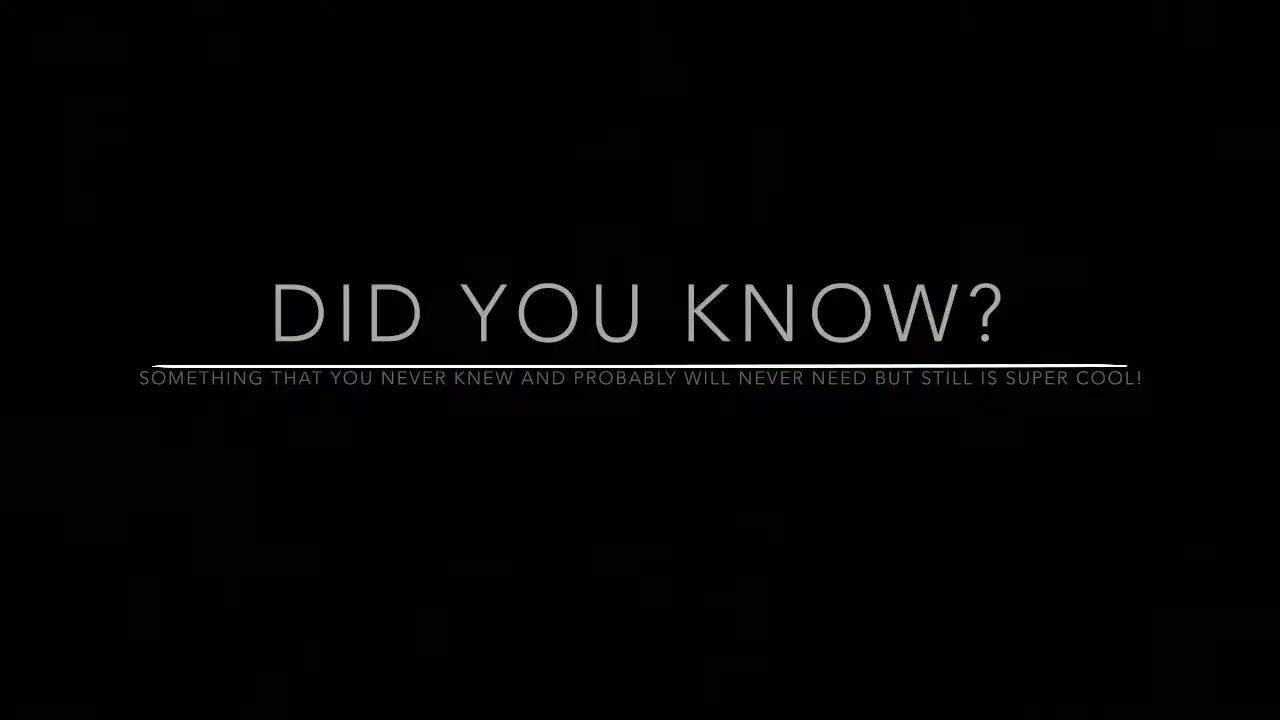 DID YOU KNOW?
SOMETHING THAT YOU NEVER KNEW AND PROBABLY WILL NEVER NEED BUT STILL IS SUPER COOL!